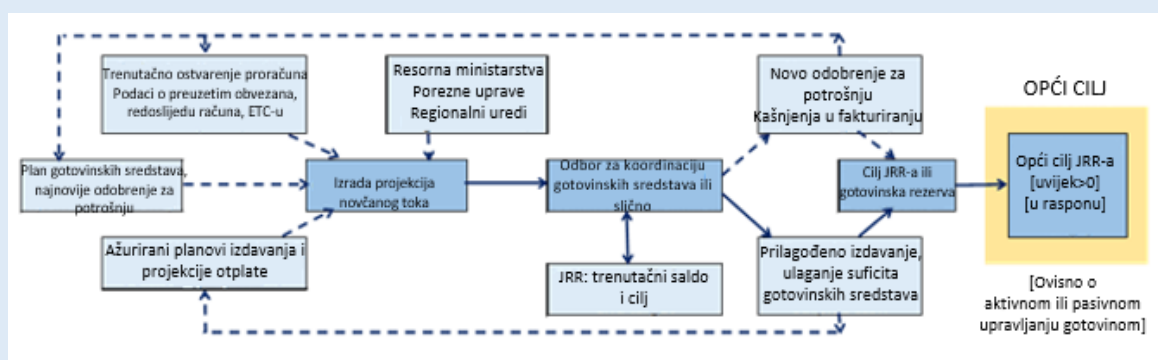 Trenutačno ostvarenje proračuna
Podaci o preuzetim obvezana,
redoslijedu računa, ETC-u
Resorna ministarstva
Porezne uprave
Regionalni uredi
Novo odobrenje za
potrošnju
Kašnjenja u fakturiranju
OPĆI CILJ
Plan gotovinskih sredstava,
najnovije odobrenje za
potrošnju
Izrada projekcija
novčanog toka
Odbor za koordinaciju
gotovinskih sredstava ili
slično
Cilj JRR-a ili
gotovinska rezerva
Opći cilj JRR-a
[uvijek>0]
[u rasponu]
Ažurirani planovi izdavanja i
projekcije otplate
JRR: trenutačni saldo
i cilj
Prilagođeno izdavanje,
ulaganje suficita
gotovinskih sredstava
[Ovisno o
aktivnom ili pasivnom
upravljanju gotovinom]